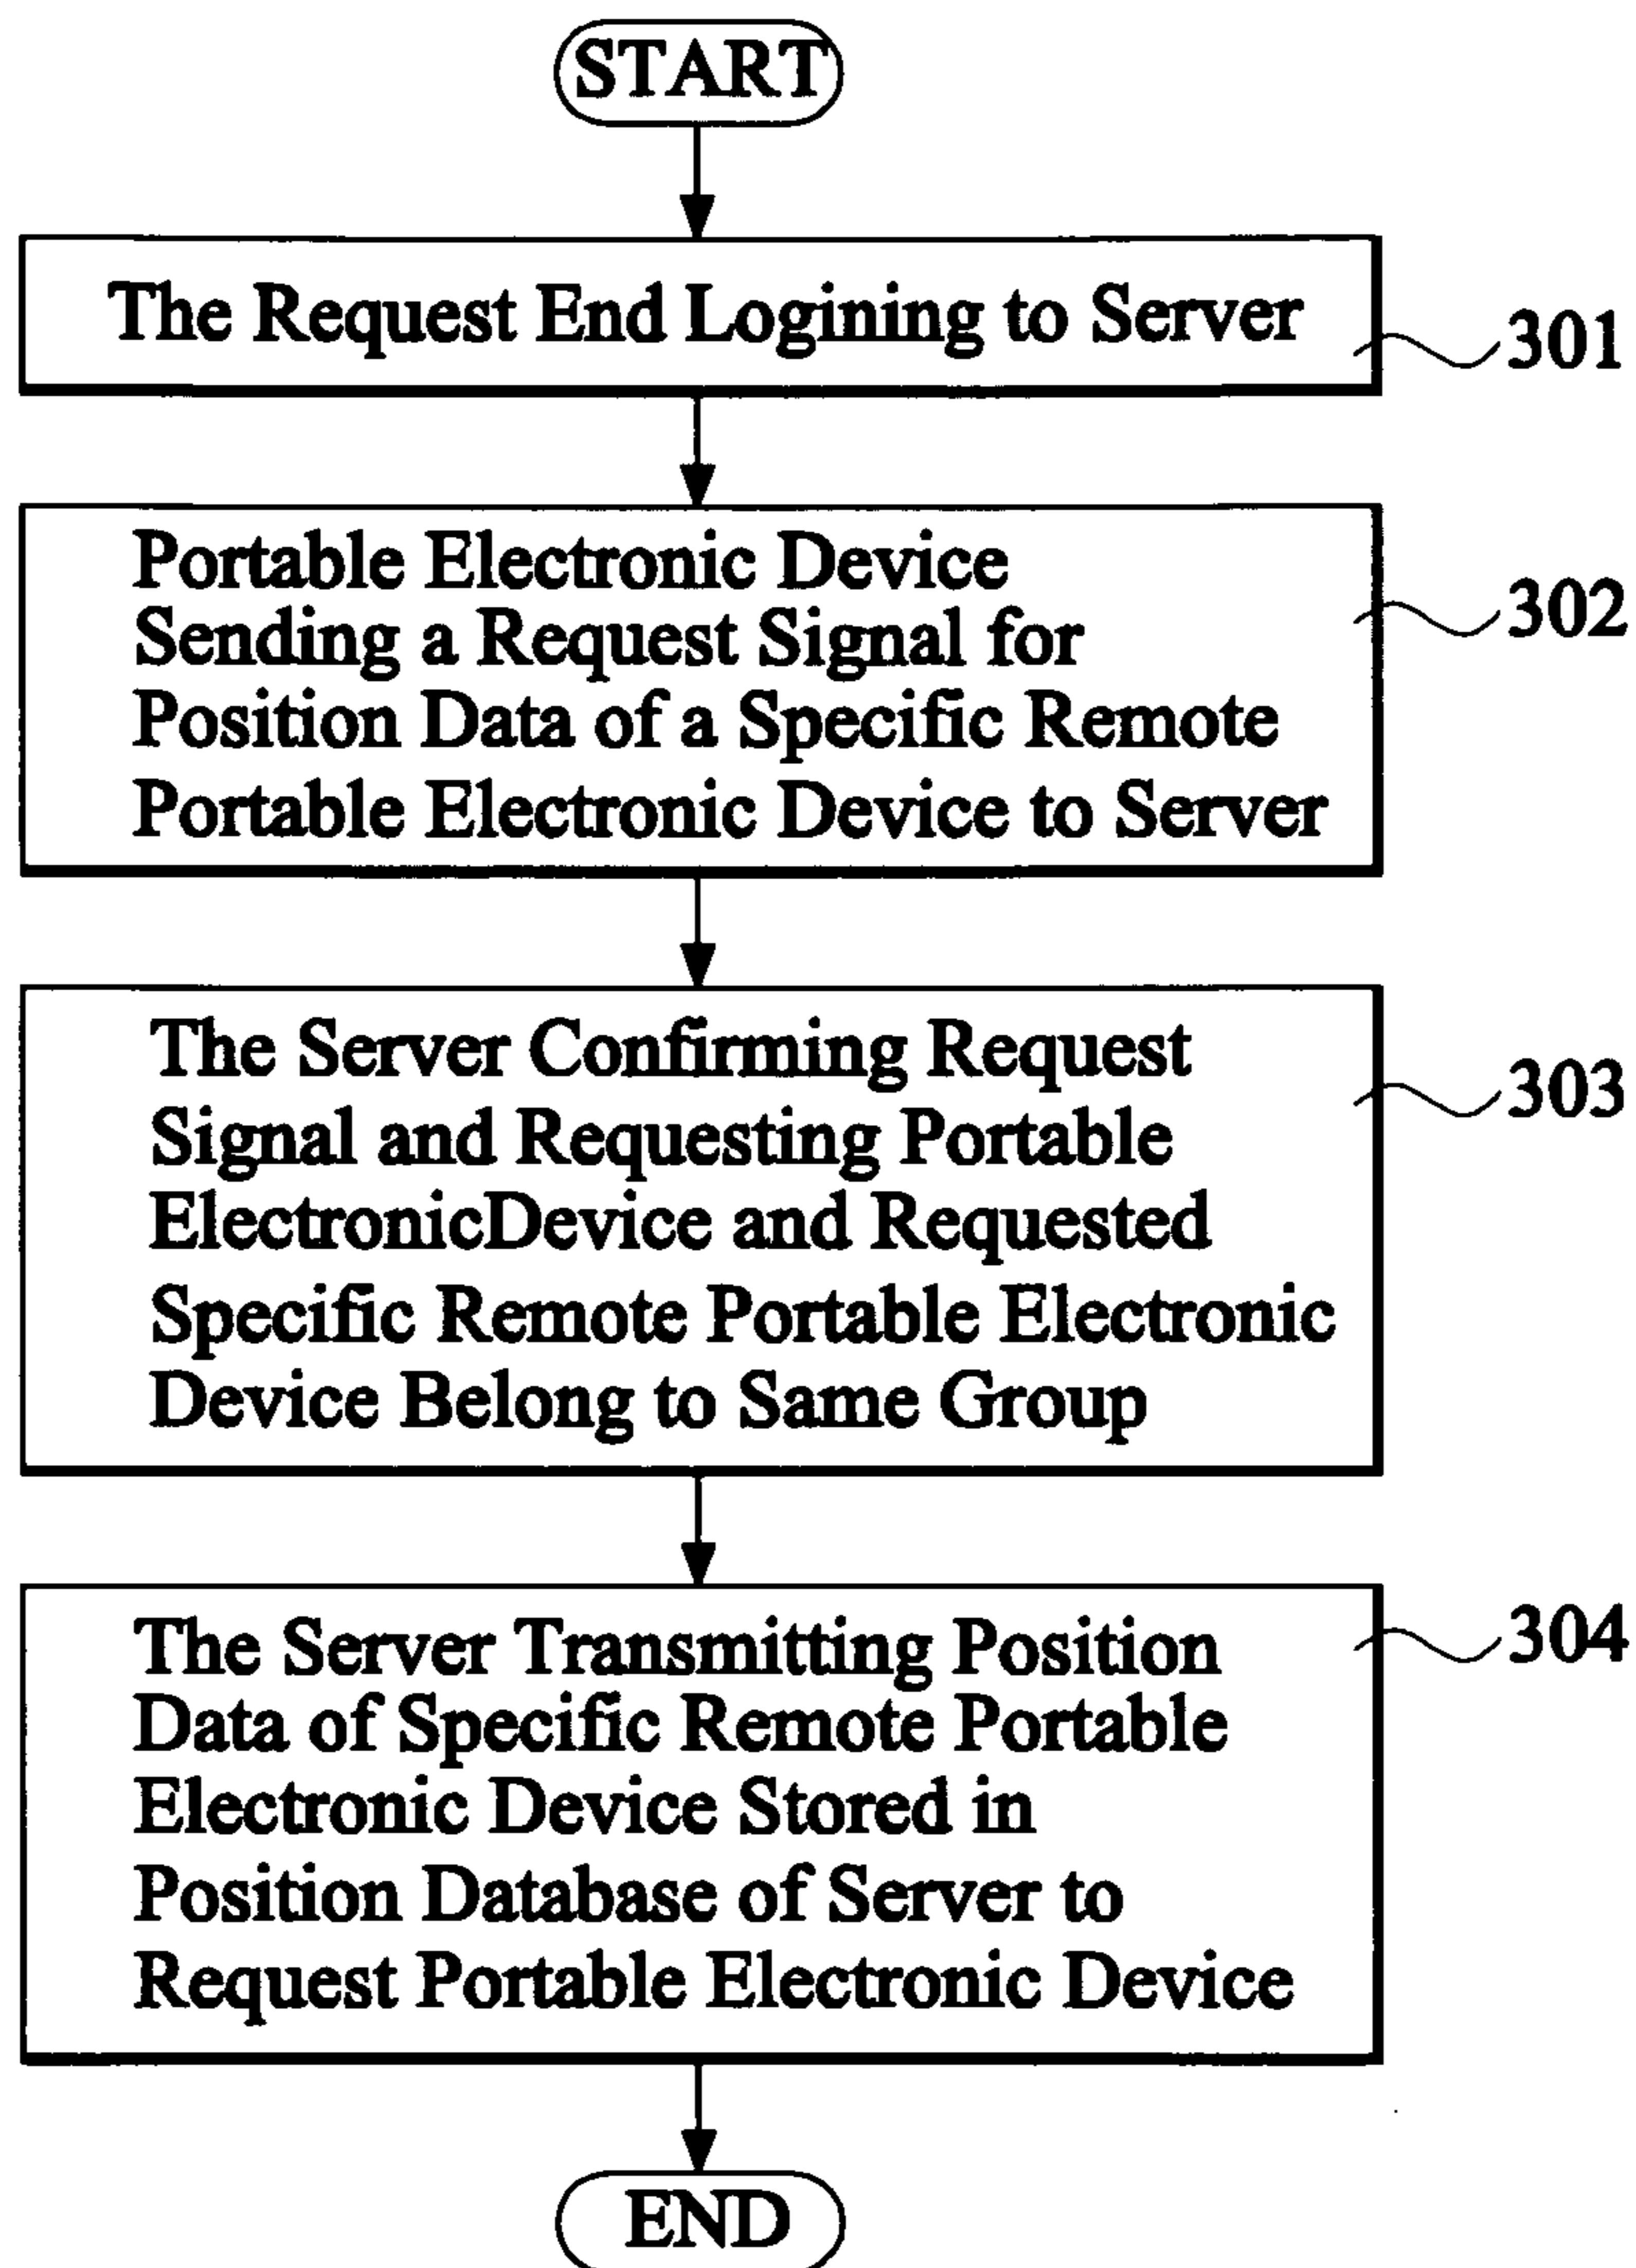 START
The Request End Logining to Server
301
Portable Electronic Device
Sending a Request Signal for
Position Data of a Specific Remote
Portable Electronic Device to Server
302
The Server Confirming Request
Signal and Requesting Portable
ElectronicDevice and Requested
Specific Remote Portable Electronic
Device Belong to Same Group
303
The Server Transmitting Position
Data of Specific Remote Portable
Electronic Device Stored in
Position Database of Server to
Request Portable Electronic Device
304
END